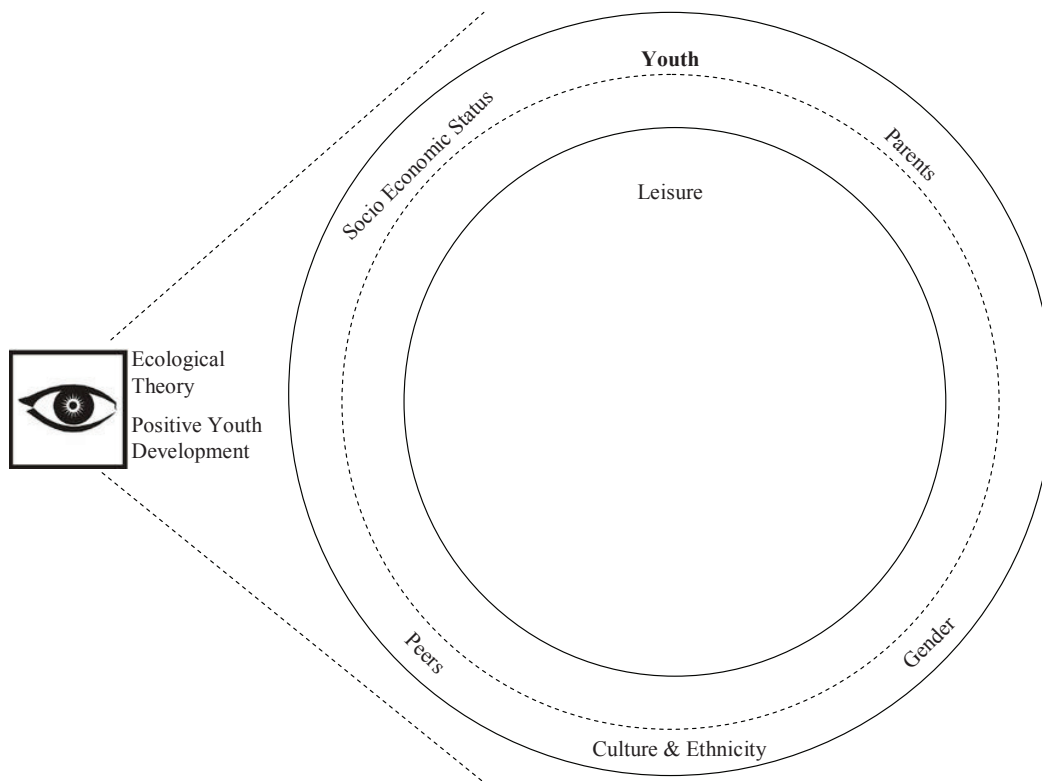 Youth
Socio Economic Status
Parents
Leisure
Ecological
Theory
Positive Youth
Development
Peers
Gender
Culture & Ethnicity